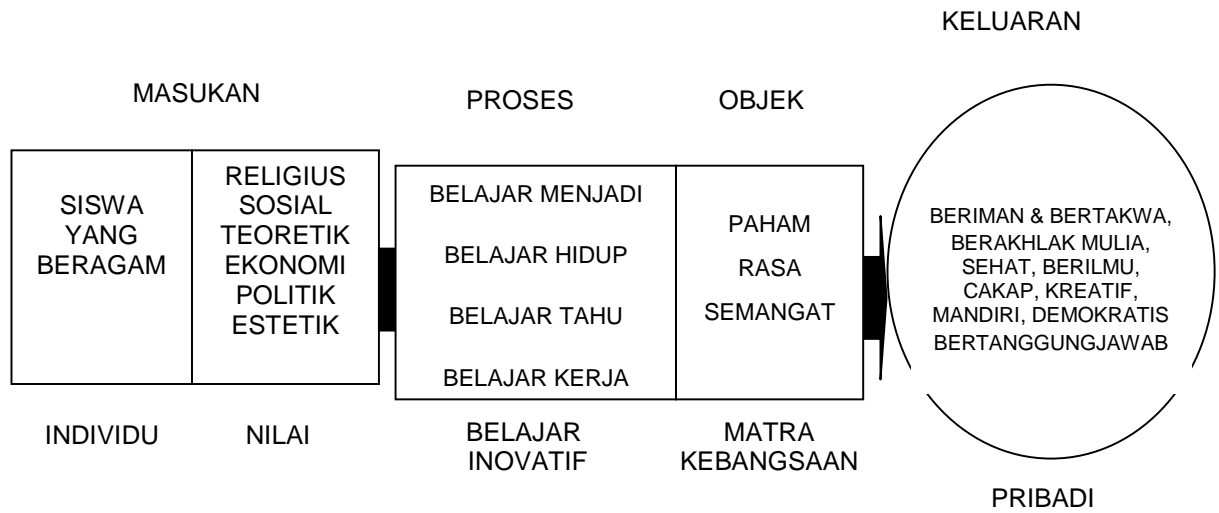 KELUARAN
MASUKAN
PROSES
OBJEK
SISWA
YANG
BERAGAM
RELIGIUS
SOSIAL
TEORETIK
EKONOMI
POLITIK
ESTETIK
BELAJAR MENJADI
BELAJAR HIDUP
BELAJAR TAHU
BELAJAR KERJA
PAHAM
RASA
SEMANGAT
BERIMAN & BERTAKWA,
BERAKHLAK MULIA,
SEHAT, BERILMU,
CAKAP, KREATIF,
MANDIRI, DEMOKRATIS
BERTANGGUNGJAWAB
INDIVIDU
NILAI
BELAJAR
INOVATIF
MATRA
KEBANGSAAN
PRIBADI